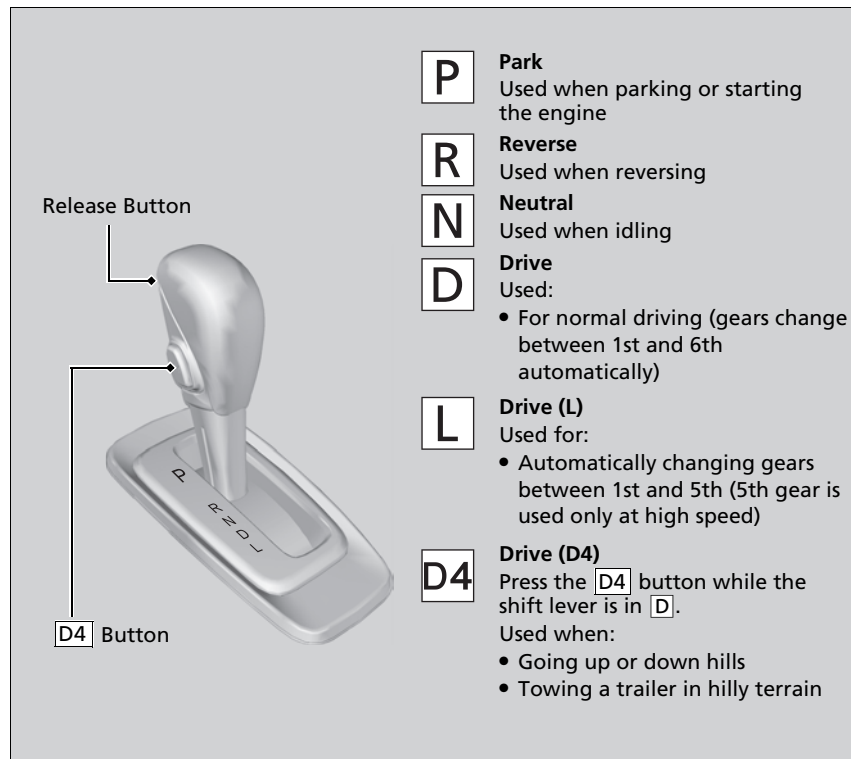 Release Button
P
R
N
D
L
D4 Button
P
Park
Used when parking or starting
the engine
R
Reverse
Used when reversing
N
Neutral
Used when idling
D
Drive
Used:
• For normal driving (gears change
between 1st and 6th
automatically)
L
Drive (L)
Used for:
• Automatically changing gears
between 1st and 5th (5th gear is
used only at high speed)
D4
Drive (D4)
Press the D4 button while the
shift lever is in D.
Used when:
• Going up or down hills
• Towing a trailer in hilly terrain